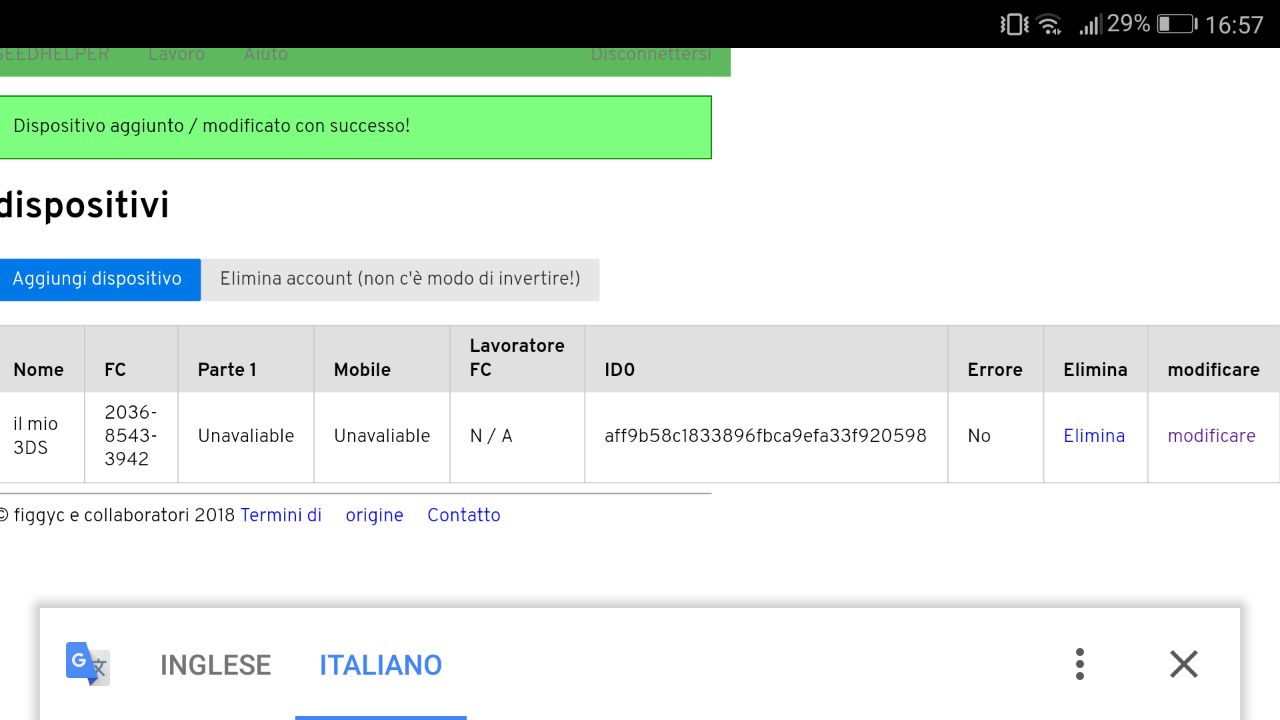 29% 16:57
SEEDHELPER Lavoro Aiuto Disconnettersi
Dispositivo aggiunto / modificato con successo!
dispositivi
Aggiungi dispositivo Elimina account (non c'è modo di invertire!)
Nome FC Parte 1 Mobile Lavoratore FC ID0 Errore Elimina modificare
il mio 3DS 2036-8543-3942 Unavaliable Unavaliable N / A aff9b58c1833896fbca9efa33f920598 No Elimina modificare
© figgyc e collaboratori 2018 Termini di origine Contatto
INGLESE ITALIANO